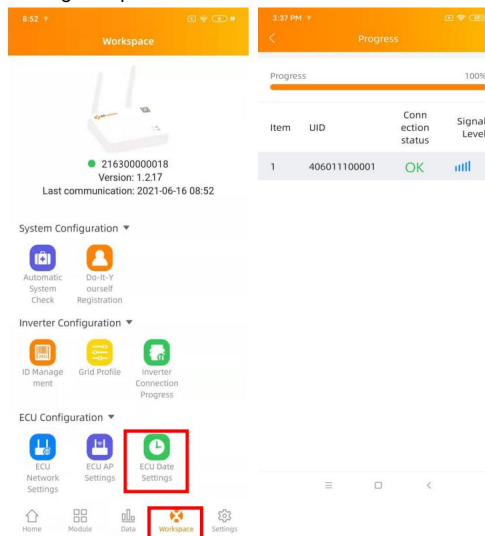 8:52
Workspace
216300000018
Version: 1.2.17
Last communication: 2021-06-16 08:52
System Configuration
Automatic
System
Check
Do-It-Y
ourself
Registration
Inverter Configuration
ID Manage
ment
Grid Profile
Inverter
Connection
Progress
ECU Configuration
ECU
Network
Settings
ECU AP
Settings
ECU Date
Settings
Home
Module
Data
Workspace
Settings
3:37 PM
Progress
Progress
100%
Item
UID
Conn
ection
status
Signal
Level
1
406011100001
OK